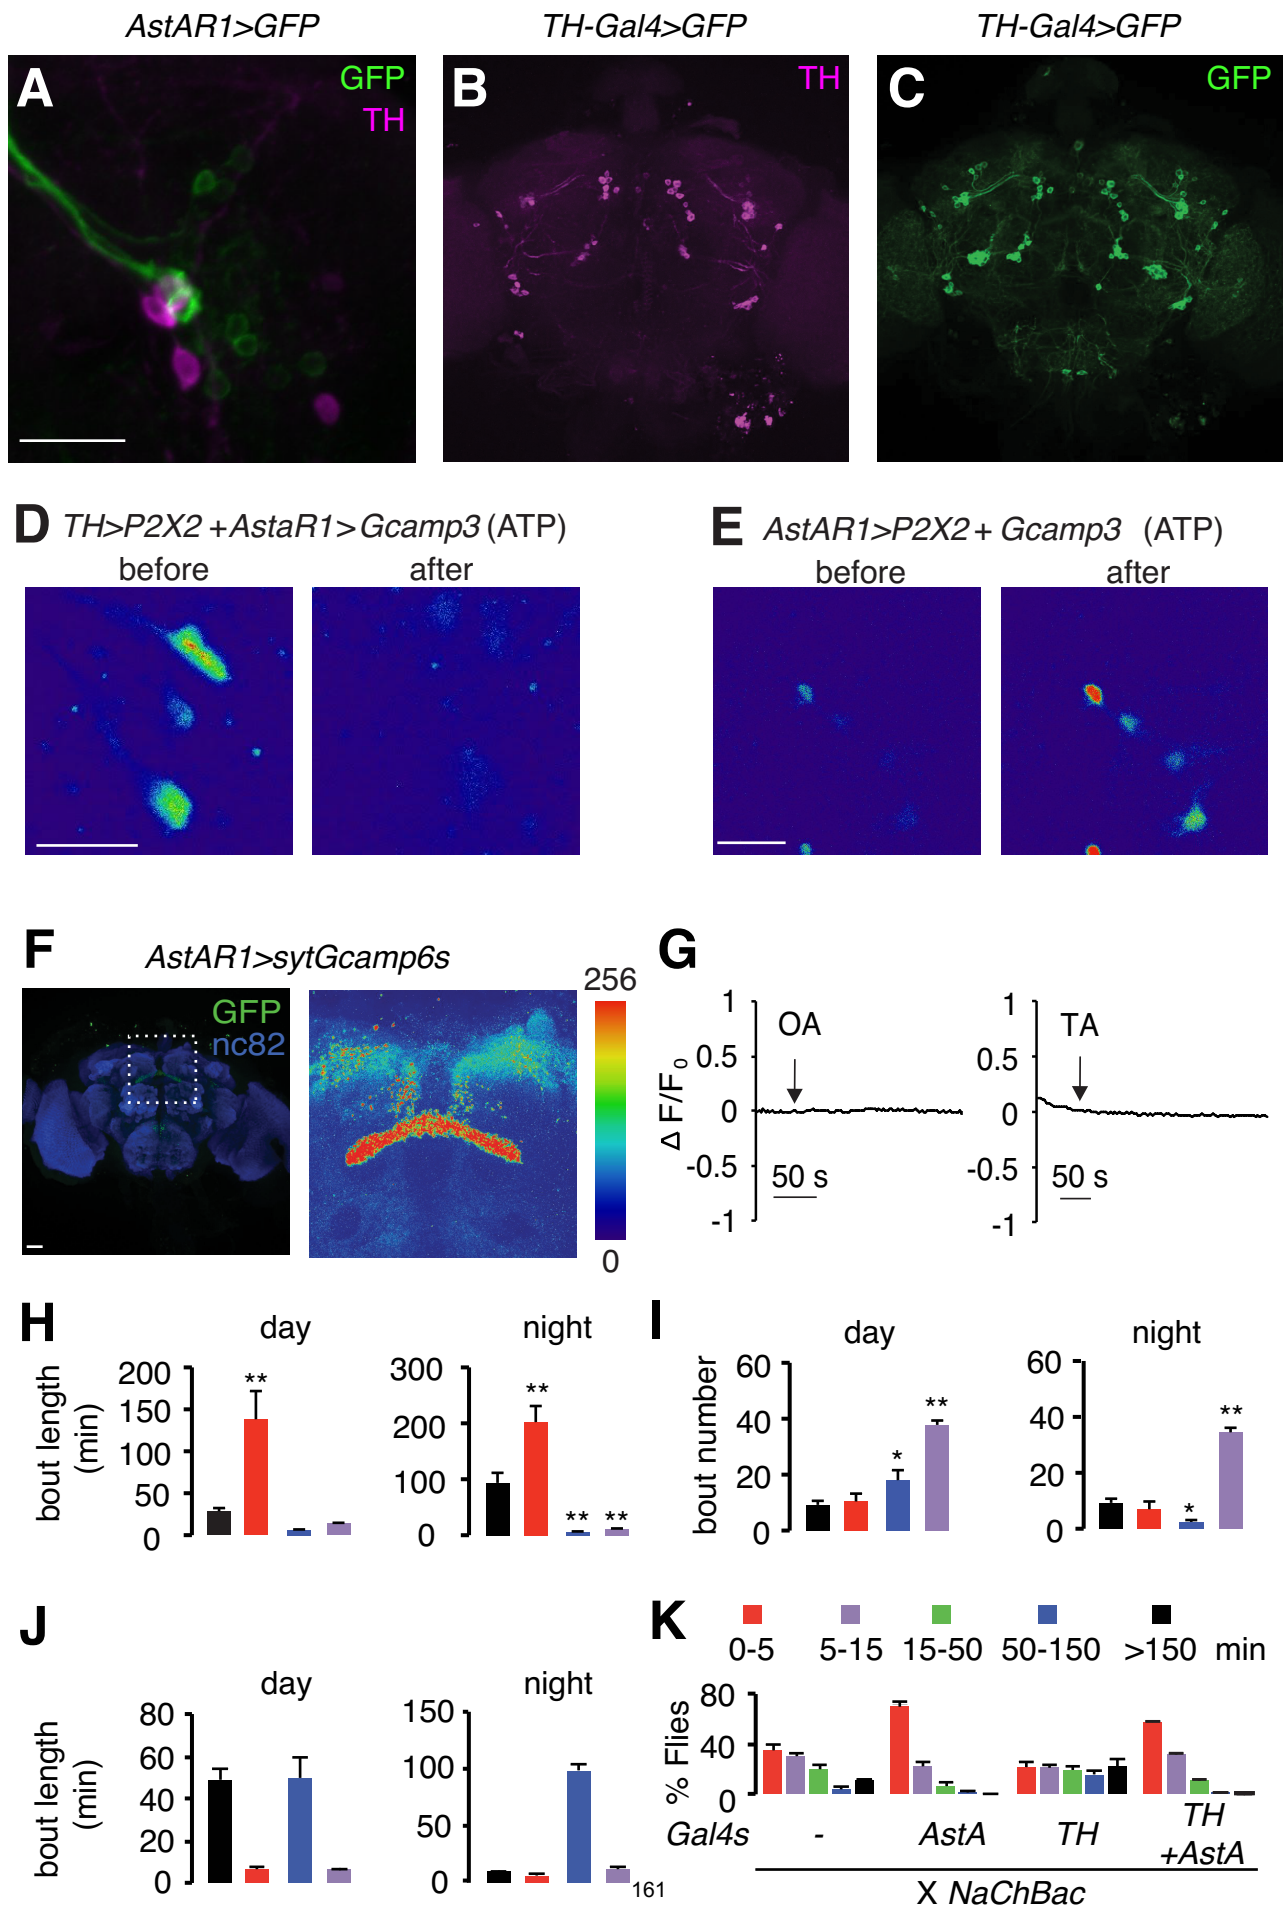 AstAR1>GFP
TH-Gal4>GFP
TH-Gal4>GFP
A
GFP
TH
B
TH
C
GFP
D TH>P2X2 +AstaR1>Gcamp3 (ATP)
before
after
E AstAR1>P2X2 + Gcamp3 (ATP)
before
after
F
AstAR1>sytGcamp6s
GFP
nc82
256
0
G
Δ F/F0
1
0.5
0
-0.5
-1
OA
50 s
1
0.5
0
-0.5
-1
TA
50 s
H
bout length
(min)
day
200
150
100
50
0
**
night
300
200
100
0
**
** **
I
bout number
day
60
40
20
0
*
**
night
60
40
20
0
*
**
J
bout length
(min)
day
80
60
40
20
0
night
150
100
50
0
161
K
0-5 5-15 15-50 50-150 >150 min
% Flies
80
40
0
Gal4s - AstA TH TH
+AstA
X NaChBac